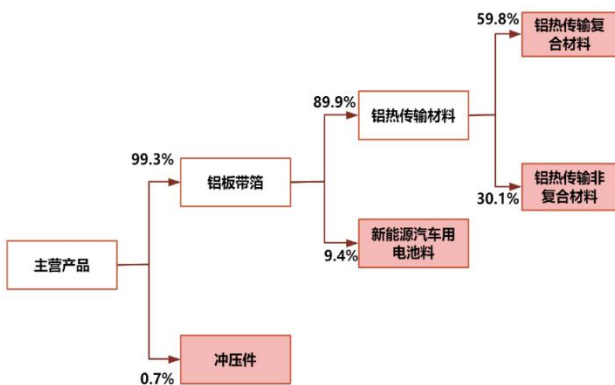 59.8%
铝热传输复
合材料
89.9%
铝热传输材料
99.3%
铝板带箔
30.1%
铝热传输非
复合材料
主营产品
9.4%
新能源汽车用
电池料
0.7%
冲压件